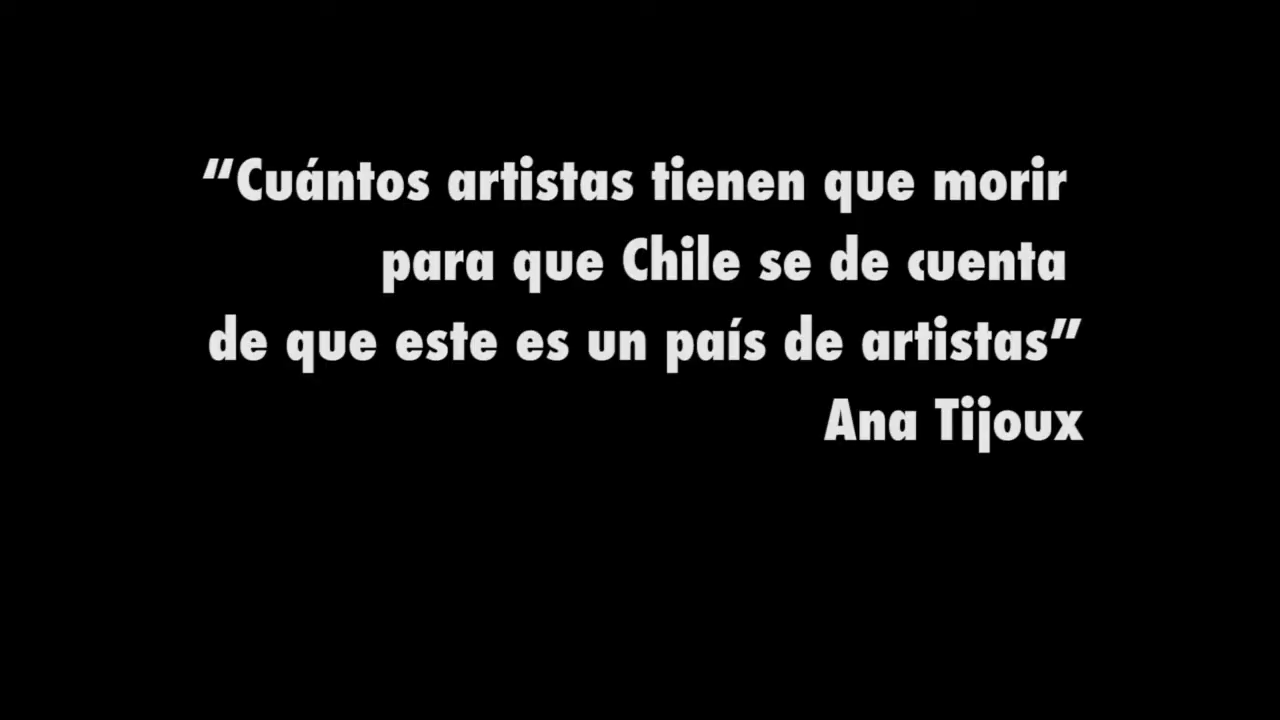 “Cuántos artistas tienen que morir
para que Chile se de cuenta
de que este es un país de artistas”
Ana Tijoux